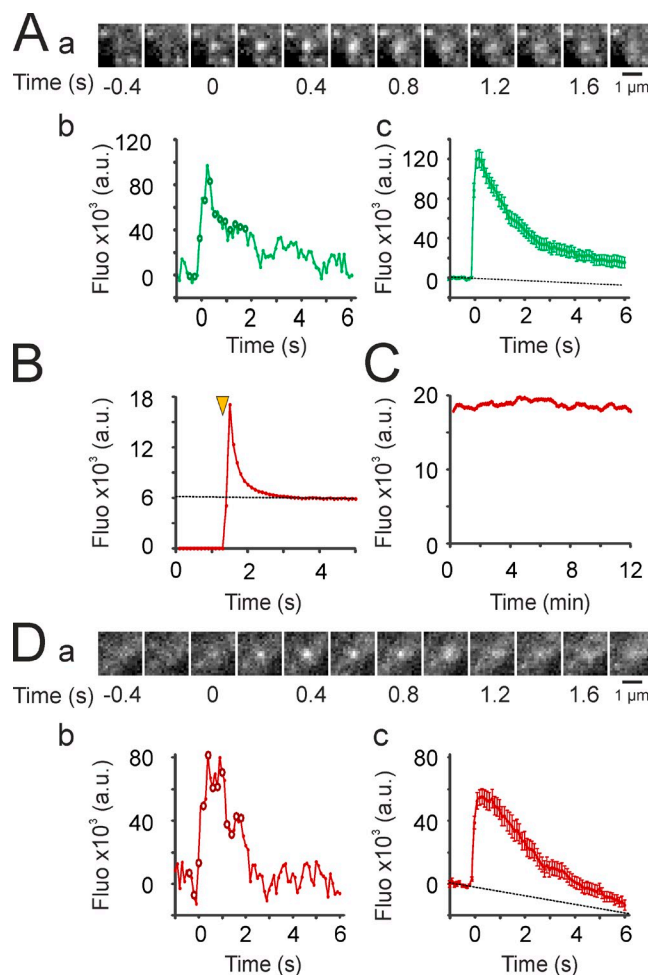 A a
Time (s) -0.4 0 0.4 0.8 1.2 1.6 1 µm
b
Fluo x10³ (a.u.)
120
80
40
0
0 2 4 6
Time (s)
c
Fluo x10³ (a.u.)
120
80
40
0
0 2 4 6
Time (s)
B
Fluo x10³ (a.u.)
18
12
6
0
0 2 4
Time (s)
C
Fluo x10³ (a.u.)
20
10
0
0 4 8 12
Time (min)
D a
Time (s) -0.4 0 0.4 0.8 1.2 1.6 1 µm
b
Fluo x10³ (a.u.)
80
40
0
0 2 4 6
Time (s)
c
Fluo x10³ (a.u.)
80
40
0
0 2 4 6
Time (s)